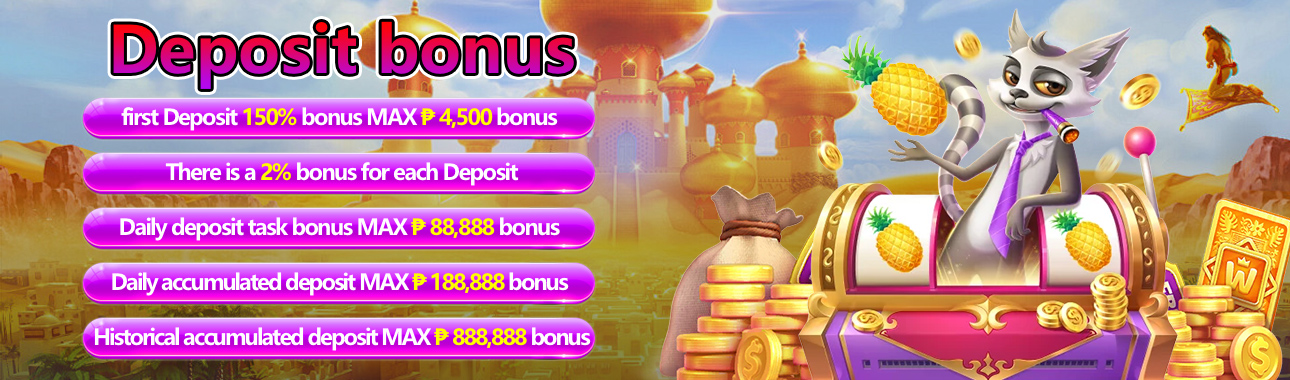 Deposit bonus
first Deposit 150% bonus MAX ₱ 4,500 bonus
There is a 2% bonus for each Deposit
Daily deposit task bonus MAX ₱ 88,888 bonus
Daily accumulated deposit MAX ₱ 188,888 bonus
Historical accumulated deposit MAX ₱ 888,888 bonus
W